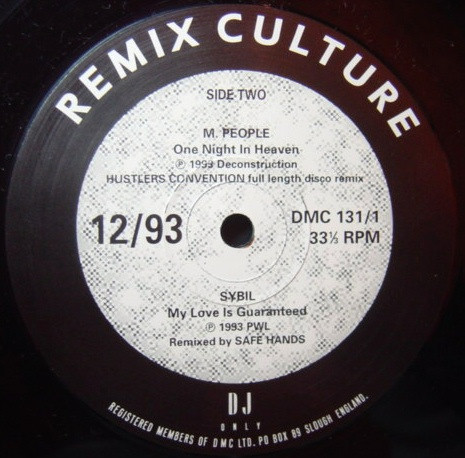 REMIX CULTURE
SIDE TWO
M. PEOPLE
One Night In Heaven
℗ 1993 Deconstruction
HUSTLERS CONVENTION full length disco remix
12/93
DMC 131/1
33⅓ RPM
SYBIL
My Love Is Guaranteed
℗ 1993 PWL
Remixed by SAFE HANDS
DJ
ONLY
REGISTERED MEMBERS OF DMC LTD. PO BOX 89 SLOUGH ENGLAND.